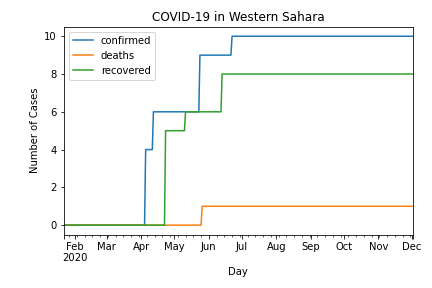 COVID-19 in Western Sahara
confirmed
deaths
recovered
Number of Cases
10
8
6
4
2
0
Feb Mar Apr May Jun Jul Aug Sep Oct Nov Dec
2020
Day